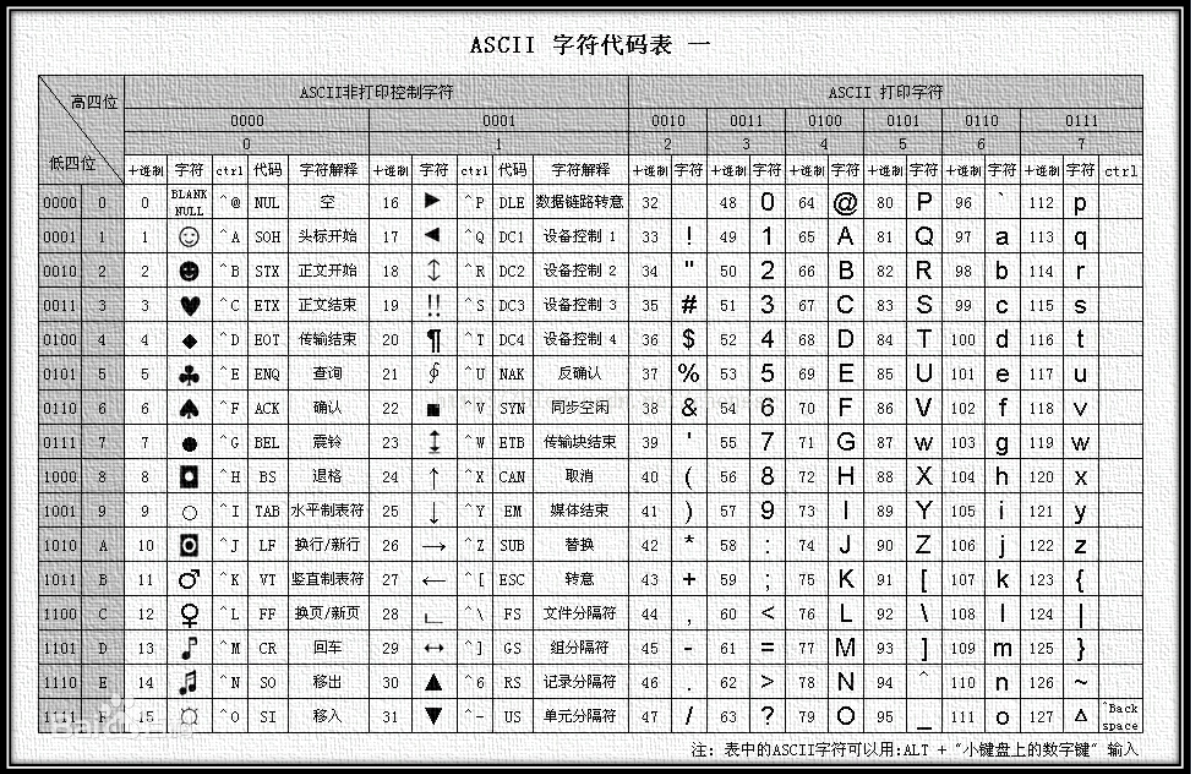 ASCII 字符代码表 一
高四位 ASCII非打印控制字符 ASCII 打印字符
0000 0001 0010 0011 0100 0101 0110 0111
低四位 0 1 2 3 4 5 6 7
十进制 字符 ctrl 代码 字符解释 十进制 字符 ctrl 代码 字符解释 十进制 字符 十进制 字符 十进制 字符 十进制 字符 十进制 字符 十进制 字符 ctrl
0000 0 0 BLANK NULL ^@ NUL 空 16 ► ^P DLE 数据链路转意 32 48 0 64 @ 80 P 96 ` 112 p
0001 1 1 ☺ ^A SOH 头标开始 17 ◄ ^Q DC1 设备控制 1 33 ! 49 1 65 A 81 Q 97 a 113 q
0010 2 2 ☻ ^B STX 正文开始 18 ↕ ^R DC2 设备控制 2 34 " 50 2 66 B 82 R 98 b 114 r
0011 3 3 ♥ ^C ETX 正文结束 19 ‼ ^S DC3 设备控制 3 35 # 51 3 67 C 83 S 99 c 115 s
0100 4 4 ♦ ^D EOT 传输结束 20 ¶ ^T DC4 设备控制 4 36 $ 52 4 68 D 84 T 100 d 116 t
0101 5 5 ♣ ^E ENQ 查询 21 ∮ ^U NAK 反确认 37 % 53 5 69 E 85 U 101 e 117 u
0110 6 6 ♠ ^F ACK 确认 22 ■ ^V SYN 同步空闲 38 & 54 6 70 F 86 V 102 f 118 v
0111 7 7 ● ^G BEL 震铃 23 ↨ ^W ETB 传输块结束 39 ' 55 7 71 G 87 w 103 g 119 w
1000 8 8 ◘ ^H BS 退格 24 ↑ ^X CAN 取消 40 ( 56 8 72 H 88 X 104 h 120 x
1001 9 9 ○ ^I TAB 水平制表符 25 ↓ ^Y EM 媒体结束 41 ) 57 9 73 I 89 Y 105 i 121 y
1010 A 10 ◙ ^J LF 换行/新行 26 → ^Z SUB 替换 42 * 58 : 74 J 90 Z 106 j 122 z
1011 B 11 ♂ ^K VT 竖直制表符 27 ← ^[ ESC 转意 43 + 59 ; 75 K 91 [ 107 k 123 {
1100 C 12 ♀ ^L FF 换页/新页 28 ∟ ^\ FS 文件分隔符 44 , 60 < 76 L 92 \ 108 l 124 |
1101 D 13 ♪ ^M CR 回车 29 ↔ ^] GS 组分隔符 45 - 61 = 77 M 93 ] 109 m 125 }
1110 E 14 ♫ ^N SO 移出 30 ▲ ^6 RS 记录分隔符 46 . 62 > 78 N 94 ^ 110 n 126 ~
1111 F 15 ☼ ^O SI 移入 31 ▼ ^- US 单元分隔符 47 / 63 ? 79 O 95 _ 111 o 127 Δ ^Back space
注: 表中的ASCII字符可以用:ALT + "小键盘上的数字键" 输入